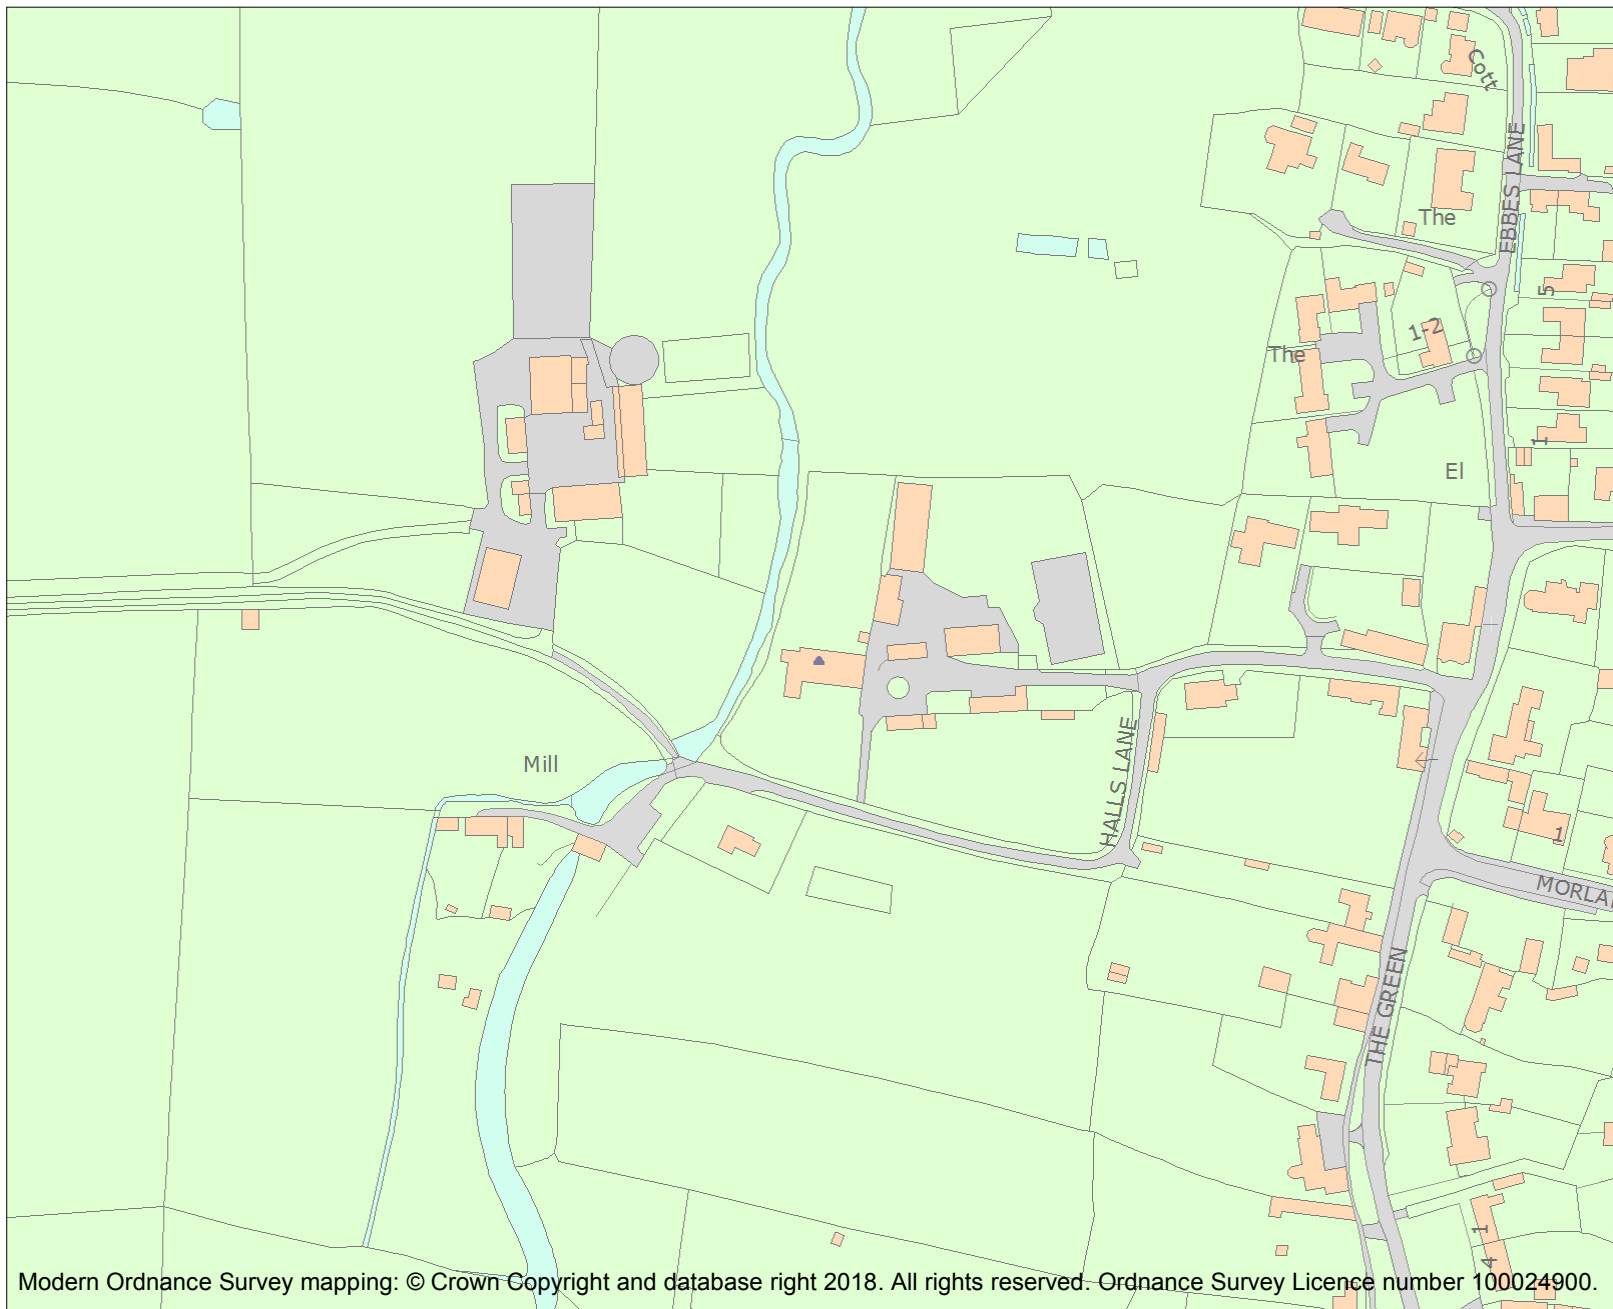 Cott
EBBES LANE
The
5
1-2
The
1
El
HALLS LANE
Mill
1
MORLA
THE GREEN
1
4
Modern Ordnance Survey mapping: © Crown Copyright and database right 2018. All rights reserved. Ordnance Survey Licence number 100024900.